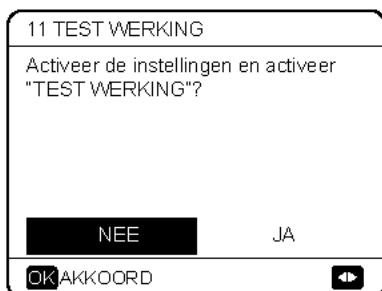 11 TEST WERKING
Activeer de instellingen en activeer
"TEST WERKING"?
NEE JA
OK AKKOORD